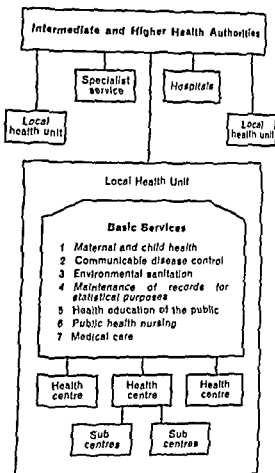 Intermediate and Higher Health Authorities
Specialist service
Hospitals
Local health unit
Local health unit
Local Health Unit
Basic Services
1 Maternal and child health
2 Communicable disease control
3 Environmental sanitation
4 Maintenance of records for
statistical purposes
5 Health education of the public
6 Public health nursing
7 Medical care
Health centre
Health centre
Health centre
Sub centres
Sub centres